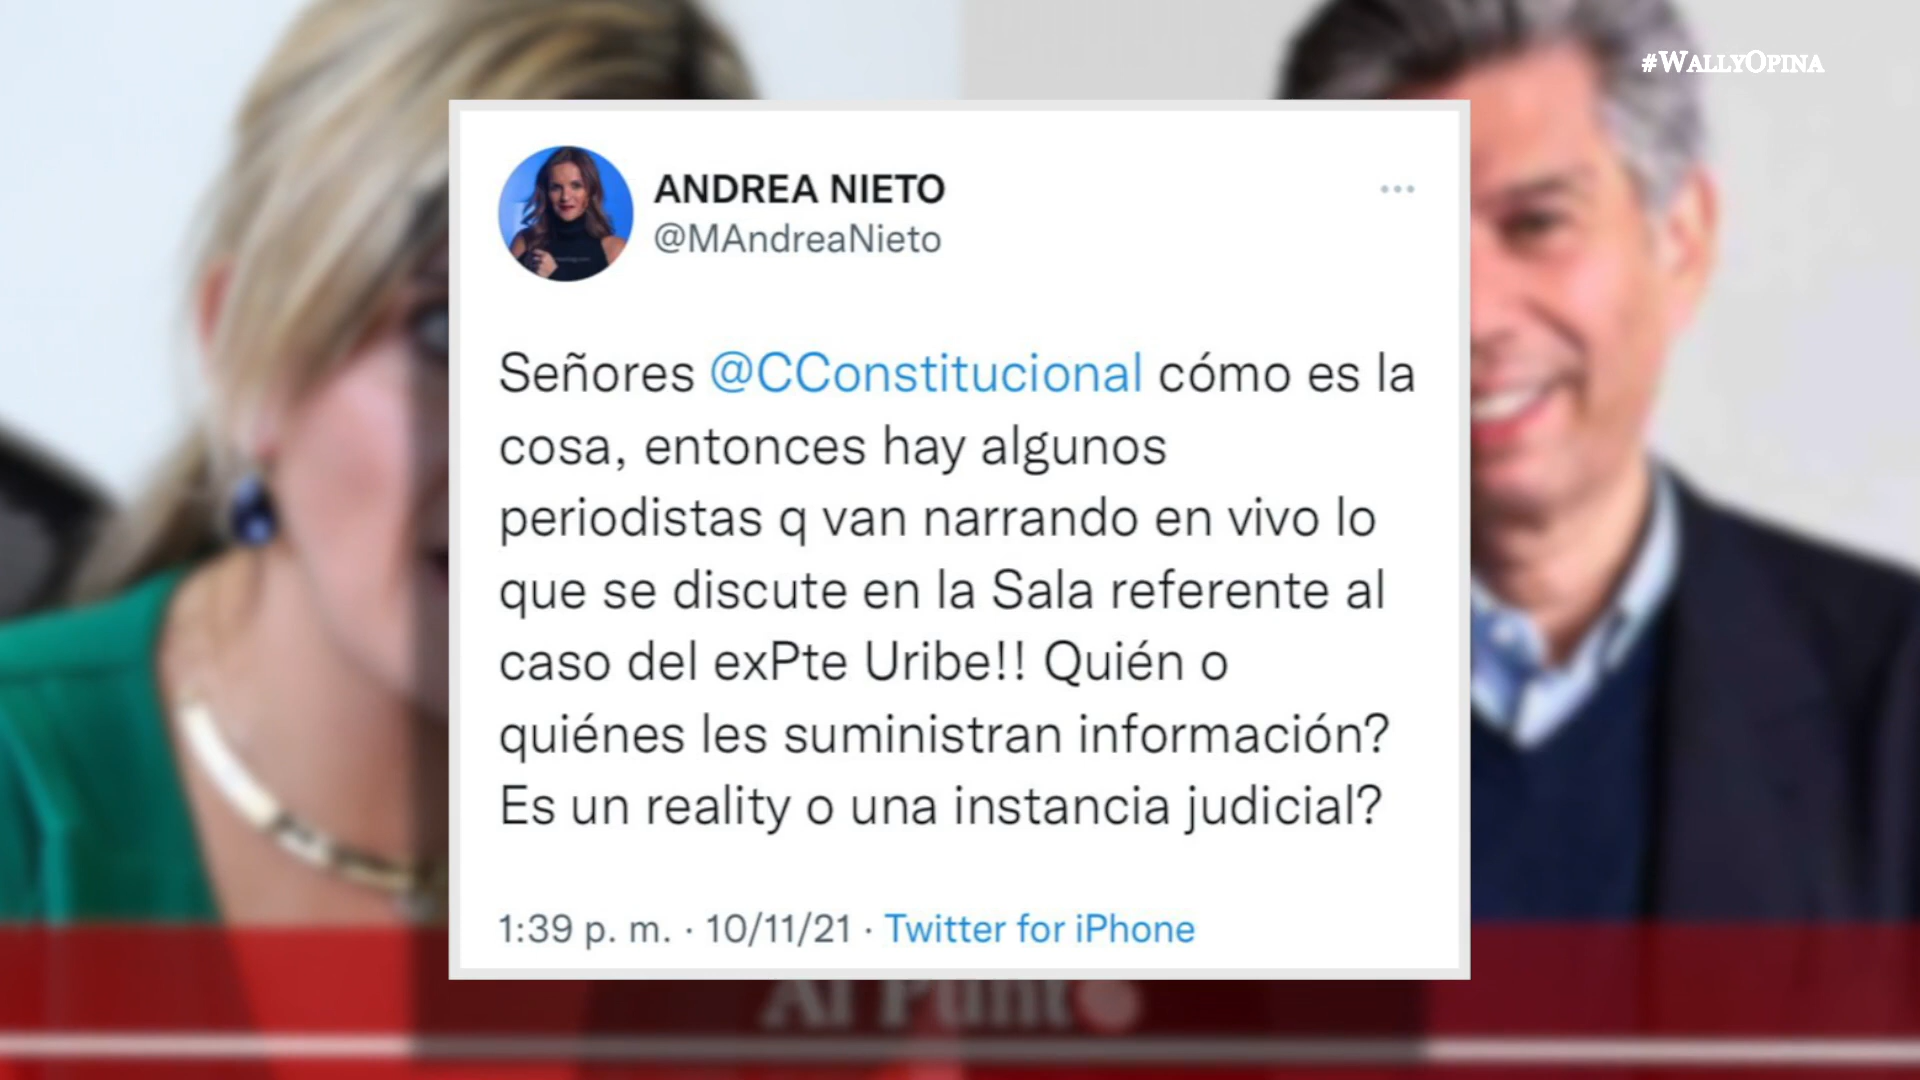 #WALLYOPINA
ANDREA NIETO
@MAndreaNieto
Señores @CConstitucional cómo es la
cosa, entonces hay algunos
periodistas q van narrando en vivo lo
que se discute en la Sala referente al
caso del exPte Uribe!! Quién o
quiénes les suministran información?
Es un reality o una instancia judicial?
1:39 p. m. · 10/11/21 · Twitter for iPhone
Al Punto